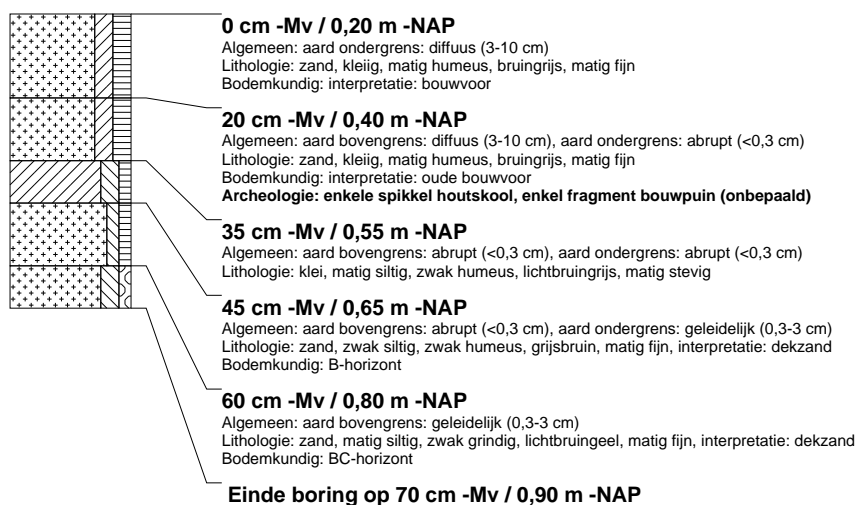 0 cm -Mv / 0,20 m -NAP
Algemeen: aard ondergrens: diffuus (3-10 cm)
Lithologie: zand, kleiig, matig humeus, bruingrijs, matig fijn
Bodemkundig: interpretatie: bouwvoor
20 cm -Mv / 0,40 m -NAP
Algemeen: aard bovengrens: diffuus (3-10 cm), aard ondergrens: abrupt (<0,3 cm)
Lithologie: zand, kleiig, matig humeus, bruingrijs, matig fijn
Bodemkundig: interpretatie: oude bouwvoor
Archeologie: enkele spikkel houtskool, enkel fragment bouwpuin (onbepaald)
35 cm -Mv / 0,55 m -NAP
Algemeen: aard bovengrens: abrupt (<0,3 cm), aard ondergrens: abrupt (<0,3 cm)
Lithologie: klei, matig siltig, zwak humeus, lichtbruingrijs, matig stevig
45 cm -Mv / 0,65 m -NAP
Algemeen: aard bovengrens: abrupt (<0,3 cm), aard ondergrens: geleidelijk (0,3-3 cm)
Lithologie: zand, zwak siltig, zwak humeus, grijsbruin, matig fijn, interpretatie: dekzand
Bodemkundig: B-horizont
60 cm -Mv / 0,80 m -NAP
Algemeen: aard bovengrens: geleidelijk (0,3-3 cm)
Lithologie: zand, matig siltig, zwak grindig, lichtbruingeel, matig fijn, interpretatie: dekzand
Bodemkundig: BC-horizont
Einde boring op 70 cm -Mv / 0,90 m -NAP